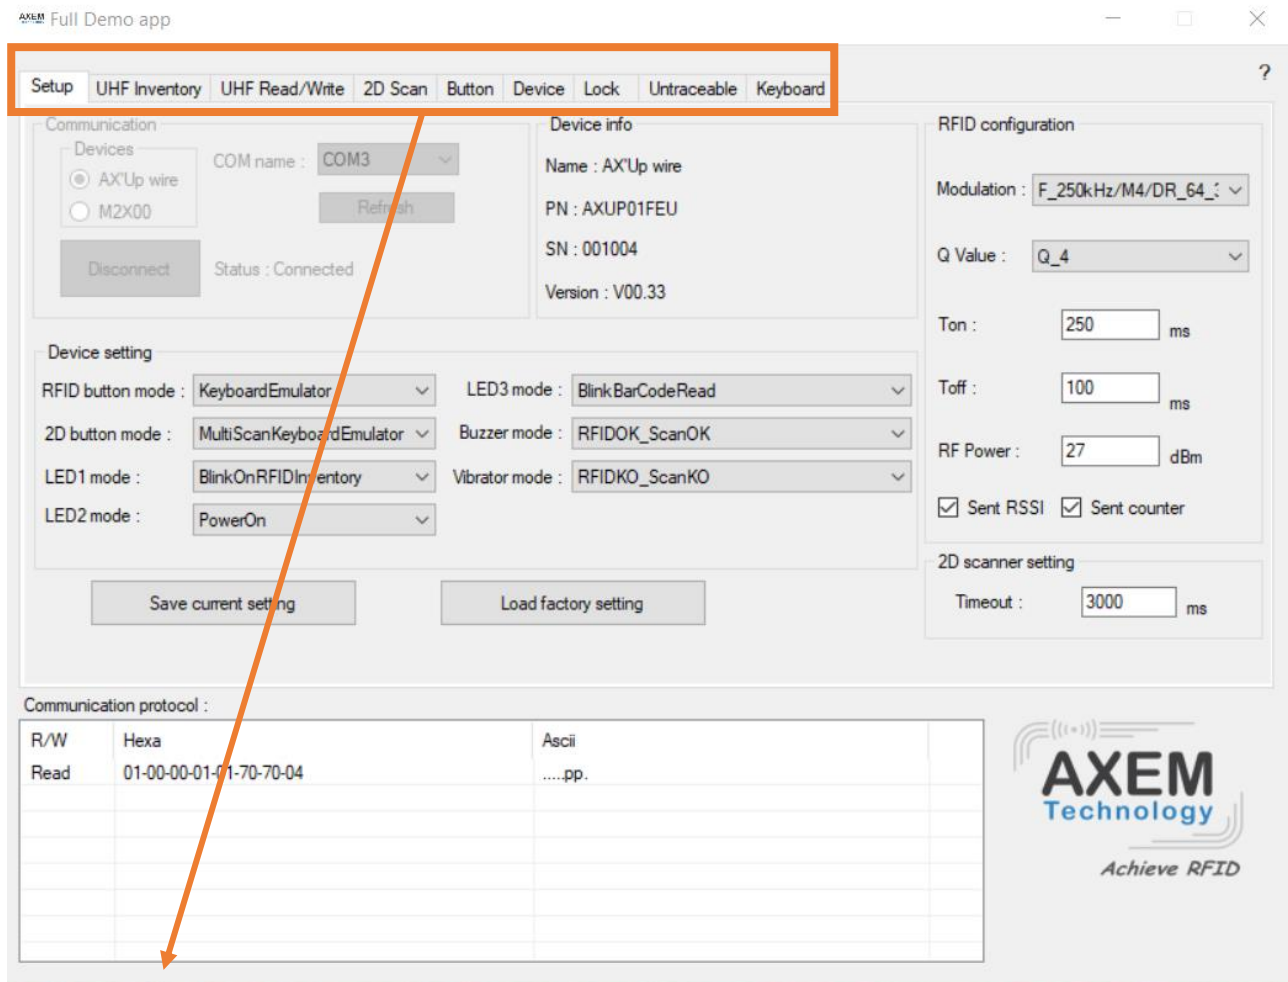 AXEM Technology Full Demo app
?
Setup UHF Inventory UHF Read/Write 2D Scan Button Device Lock Untraceable Keyboard
Communication
Devices
AX'Up wire
M2X00
COM name : COM3
Refresh
Disconnect Status : Connected
Device info
Name : AX'Up wire
PN : AXUP01FEU
SN : 001004
Version : V00.33
RFID configuration
Modulation : F_250kHz/M4/DR_64_
Q Value : Q_4
Ton : 250 ms
Toff : 100 ms
RF Power : 27 dBm
Sent RSSI Sent counter
Device setting
RFID button mode : KeyboardEmulator
2D button mode : MultiScanKeyboardEmulator
LED1 mode : BlinkOnRFIDInventory
LED2 mode : PowerOn
LED3 mode : BlinkBarCodeRead
Buzzer mode : RFIDOK_ScanOK
Vibrator mode : RFIDKO_ScanKO
2D scanner setting
Timeout : 3000 ms
Save current setting Load factory setting
Communication protocol :
R/W Hexa Ascii
Read 01-00-00-01-01-70-70-04 .....pp.
AXEM
Technology
Achieve RFID